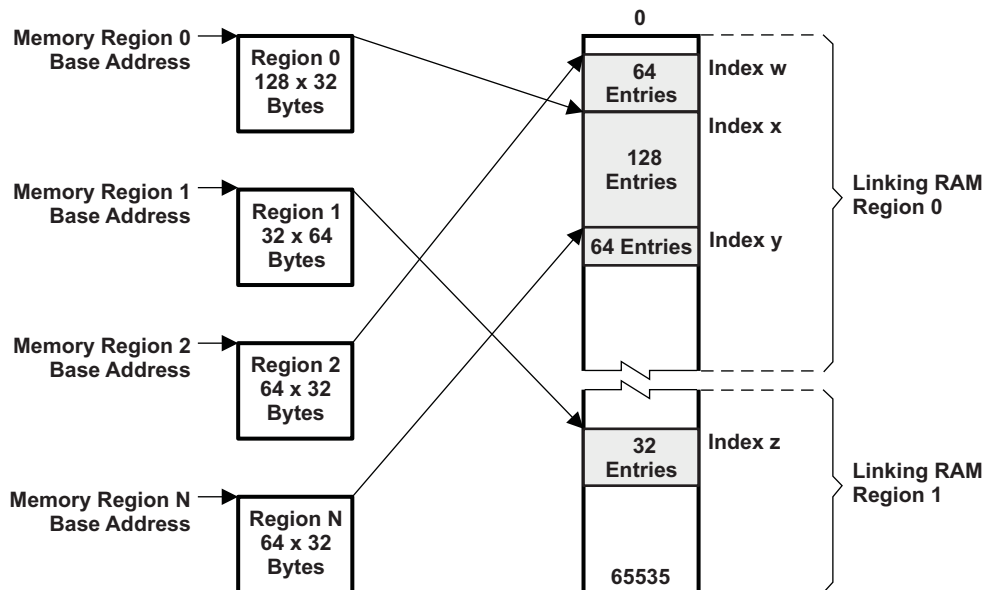 Memory Region 0
Base Address
Region 0
128 x 32
Bytes
Memory Region 1
Base Address
Region 1
32 x 64
Bytes
Memory Region 2
Base Address
Region 2
64 x 32
Bytes
Memory Region N
Base Address
Region N
64 x 32
Bytes
0
64
Entries
Index w
128
Entries
Index x
64 Entries
Index y
Linking RAM
Region 0
32
Entries
Index z
65535
Linking RAM
Region 1